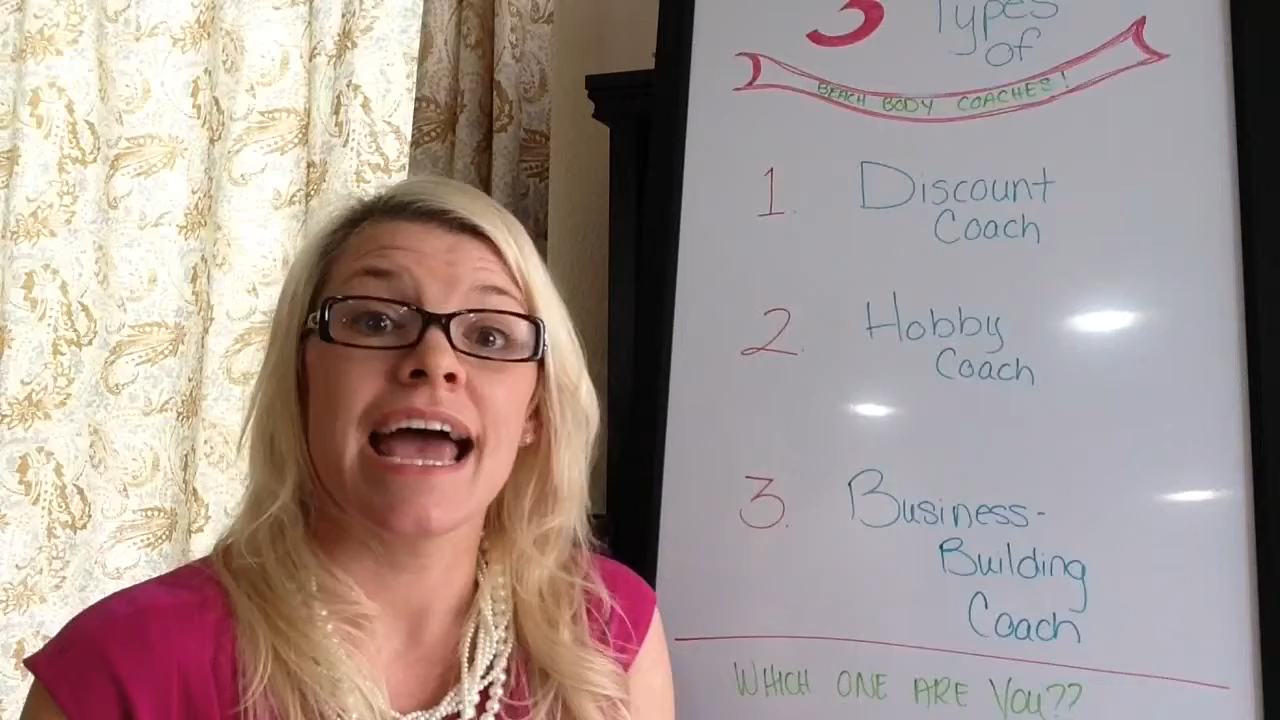 3 Types
of
BEACH BODY COACHES!
1. Discount
Coach
2. Hobby
Coach
3. Business-
Building
Coach
WHICH ONE ARE YOU??